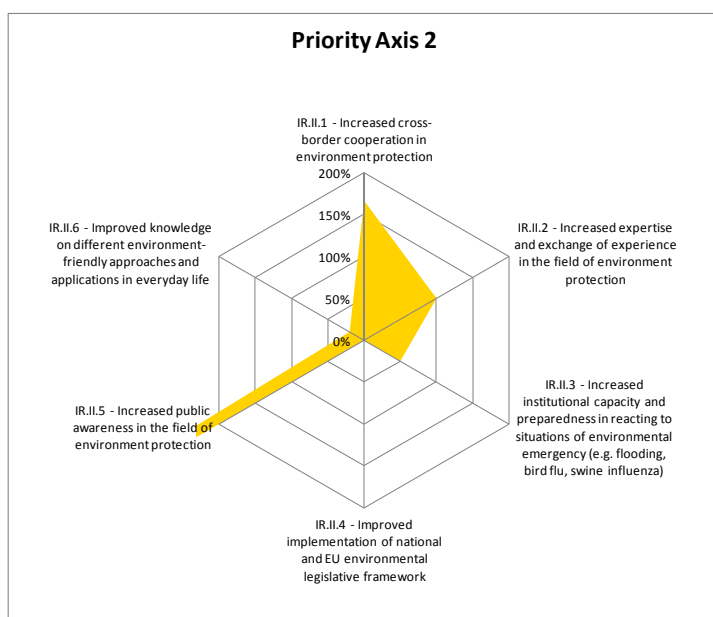 Priority Axis 2
IR.II.1 - Increased cross-
border cooperation in
environment protection
200%
150%
100%
50%
0%
IR.II.2 - Increased expertise
and exchange of experience
in the field of environment
protection
IR.II.3 - Increased
institutional capacity and
preparedness in reacting to
situations of environmental
emergency (e.g. flooding,
bird flu, swine influenza)
IR.II.4 - Improved
implementation of national
and EU environmental
legislative framework
IR.II.5 - Increased public
awareness in the field of
environment protection
IR.II.6 - Improved knowledge
on different environment-
friendly approaches and
applications in everyday life